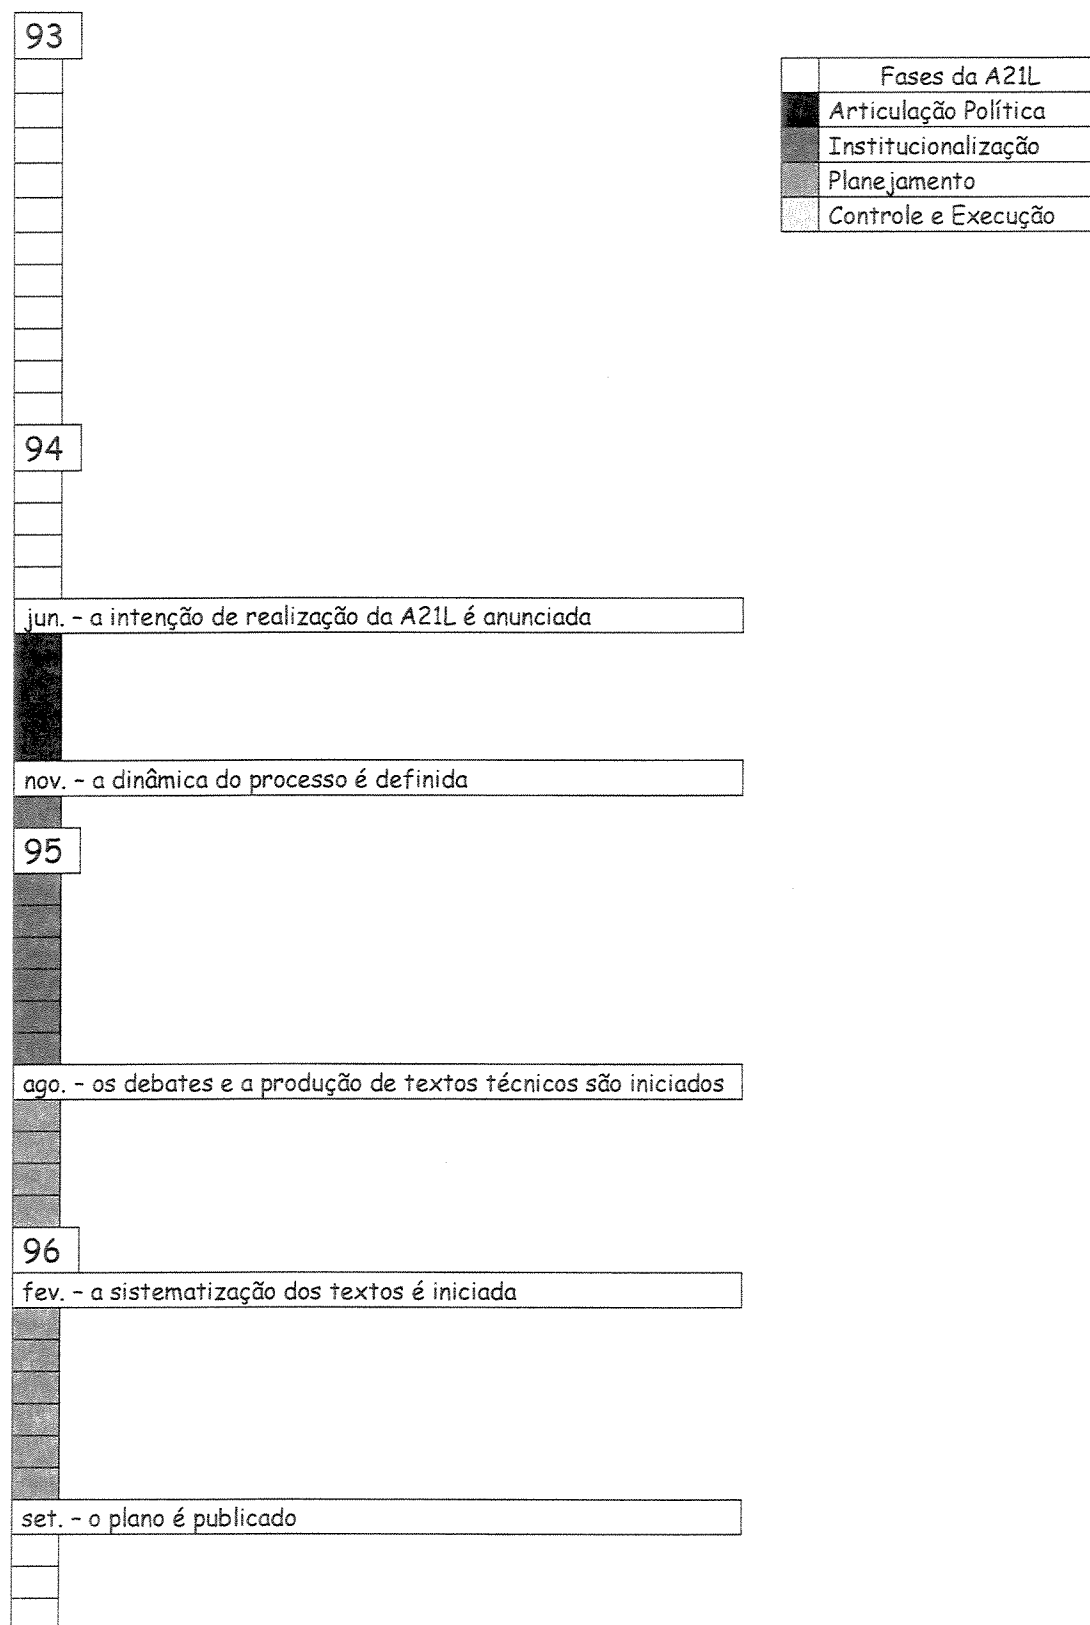 93
Fases da A21L
Articulação Política
Institucionalização
Planejamento
Controle e Execução
94
jun. - a intenção de realização da A21L é anunciada
nov. - a dinâmica do processo é definida
95
ago. - os debates e a produção de textos técnicos são iniciados
96
fev. - a sistematização dos textos é iniciada
set. - o plano é publicado